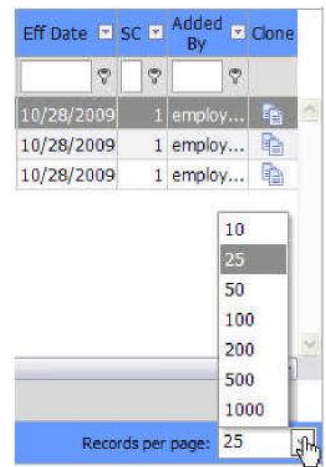 Eff Date SC Added By Clone
10/28/2009 1 employ...
10/28/2009 1 employ...
10/28/2009 1 employ...
10
25
50
100
200
500
1000
Records per page: 25